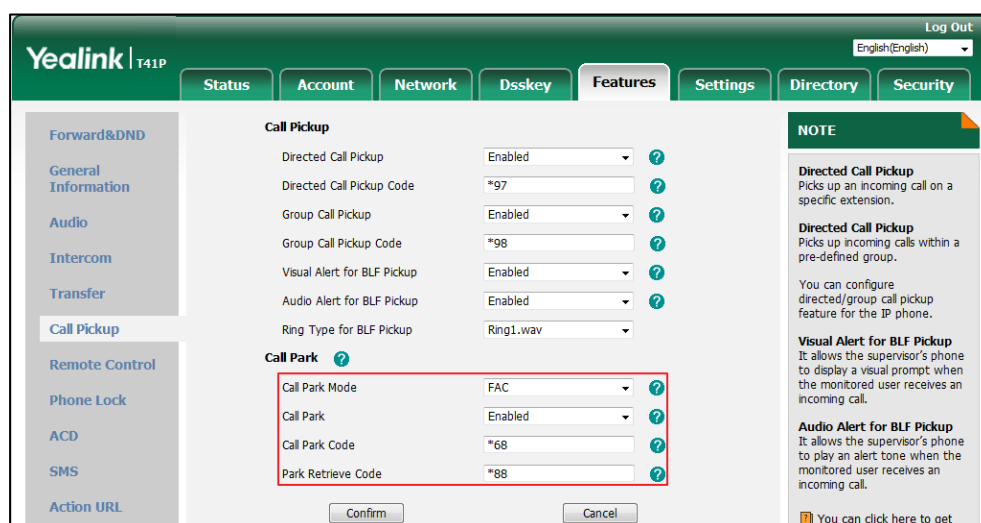 Log Out
English(English)
Yealink T41P
Status Account Network Dsskey Features Settings Directory Security
Forward&DND
General
Information
Audio
Intercom
Transfer
Call Pickup
Remote Control
Phone Lock
ACD
SMS
Action URL
Call Pickup
Directed Call Pickup Enabled ?
Directed Call Pickup Code *97 ?
Group Call Pickup Enabled ?
Group Call Pickup Code *98 ?
Visual Alert for BLF Pickup Enabled ?
Audio Alert for BLF Pickup Enabled ?
Ring Type for BLF Pickup Ring1.wav
Call Park ?
Call Park Mode FAC ?
Call Park Enabled ?
Call Park Code *68 ?
Park Retrieve Code *88 ?
Confirm Cancel
NOTE
Directed Call Pickup
Picks up an incoming call on a
specific extension.
Directed Call Pickup
Picks up incoming calls within a
pre-defined group.
You can configure
directed/group call pickup
feature for the IP phone.
Visual Alert for BLF Pickup
It allows the supervisor's phone
to display a visual prompt when
the monitored user receives an
incoming call.
Audio Alert for BLF Pickup
It allows the supervisor's phone
to play an alert tone when the
monitored user receives an
incoming call.
You can click here to get